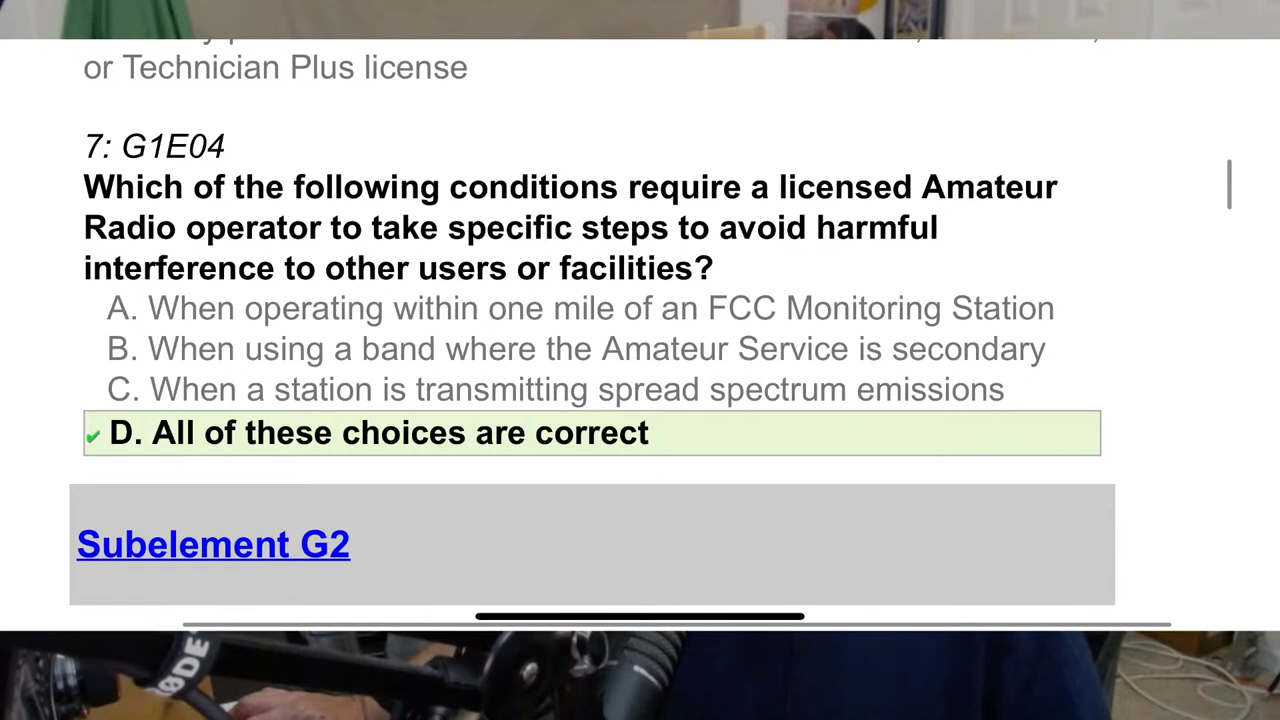 or Technician Plus license
7: G1E04
Which of the following conditions require a licensed Amateur
Radio operator to take specific steps to avoid harmful
interference to other users or facilities?
A. When operating within one mile of an FCC Monitoring Station
B. When using a band where the Amateur Service is secondary
C. When a station is transmitting spread spectrum emissions
D. All of these choices are correct
Subelement G2